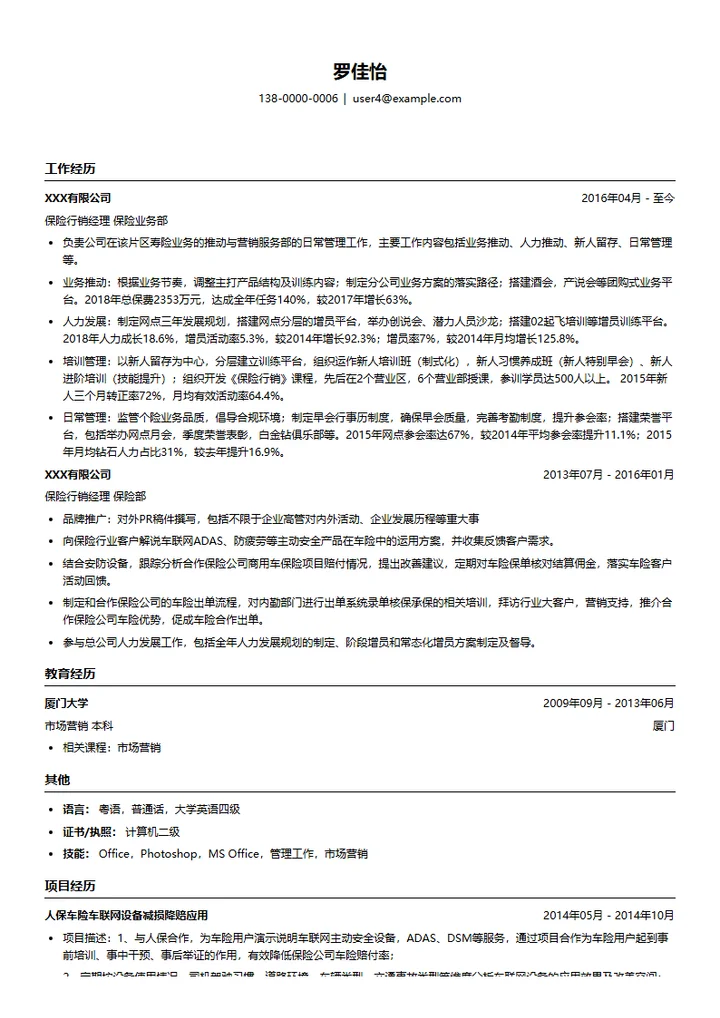 罗佳怡
138-0000-0006 | user4@example.com
工作经历
XXX有限公司 2016年04月 - 至今
保险行销经理 保险业务部
• 负责公司在该片区寿险业务的推动与营销服务部的日常管理工作，主要工作内容包括业务推动、人力推动、新人留存、日常管理
等。
• 业务推动：根据业务节奏，调整主打产品结构及训练内容；制定分公司业务方案的落实路径；搭建酒会，产说会等团购式业务平
台。2018年总保费2353万元，达成全年任务140%，较2017年增长63%。
• 人力发展：制定网点三年发展规划，搭建网点分层的增员平台，举办创说会、潜力人员沙龙；搭建02起飞培训等增员训练平台。
2018年人力成长18.6%，增员活动率5.3%，较2014年增长92.3%；增员率7%，较2014年月均增长125.8%。
• 培训管理：以新人留存为中心，分层建立训练平台，组织运作新人培训班（制式化），新人习惯养成班（新人特别早会）、新人
进阶培训（技能提升）；组织开发《保险行销》课程，先后在2个营业区，6个营业部授课，参训学员达500人以上。 2015年新
人三个月转正率72%，月均有效活动率64.4%。
• 日常管理：监管个险业务品质，倡导合规环境；制定早会行事历制度，确保早会质量，完善考勤制度，提升参会率；搭建荣誉平
台，包括举办网点月会，季度荣誉表彰，白金钻俱乐部等。2015年网点参会率达67%，较2014年平均参会率提升11.1%；2015
年月均钻石人力占比31%，较去年提升16.9%。
XXX有限公司 2013年07月 - 2016年01月
保险行销经理 保险部
• 品牌推广：对外PR稿件撰写，包括不限于企业高管对内外活动、企业发展历程等重大事
• 向保险行业客户解说车联网ADAS、防疲劳等主动安全产品在车险中的运用方案，并收集反馈客户需求。
• 结合安防设备，跟踪分析合作保险公司商用车保险项目赔付情况，提出改善建议，定期对车险保单核对结算佣金，落实车险客户
活动回馈。
• 制定和合作保险公司的车险出单流程，对内勤部门进行出单系统录单核保承保的相关培训，拜访行业大客户，营销支持，推介合
作保险公司车险优势，促成车险合作出单。
• 参与总公司人力发展工作，包括全年人力发展规划的制定、阶段增员和常态化增员方案制定及督导。
教育经历
厦门大学 2009年09月 - 2013年06月
市场营销 本科 厦门
• 相关课程：市场营销
其他
• 语言： 粤语，普通话，大学英语四级
• 证书/执照： 计算机二级
• 技能： Office，Photoshop，MS Office，管理工作，市场营销
项目经历
人保车险车联网设备减损降赔应用 2014年05月 - 2014年10月
• 项目描述：1、与人保合作，为车险用户演示说明车联网主动安全设备，ADAS、DSM等服务，通过项目合作为车险用户起到事
前培训、事中干预、事后举证的作用，有效降低保险公司车险赔付率；